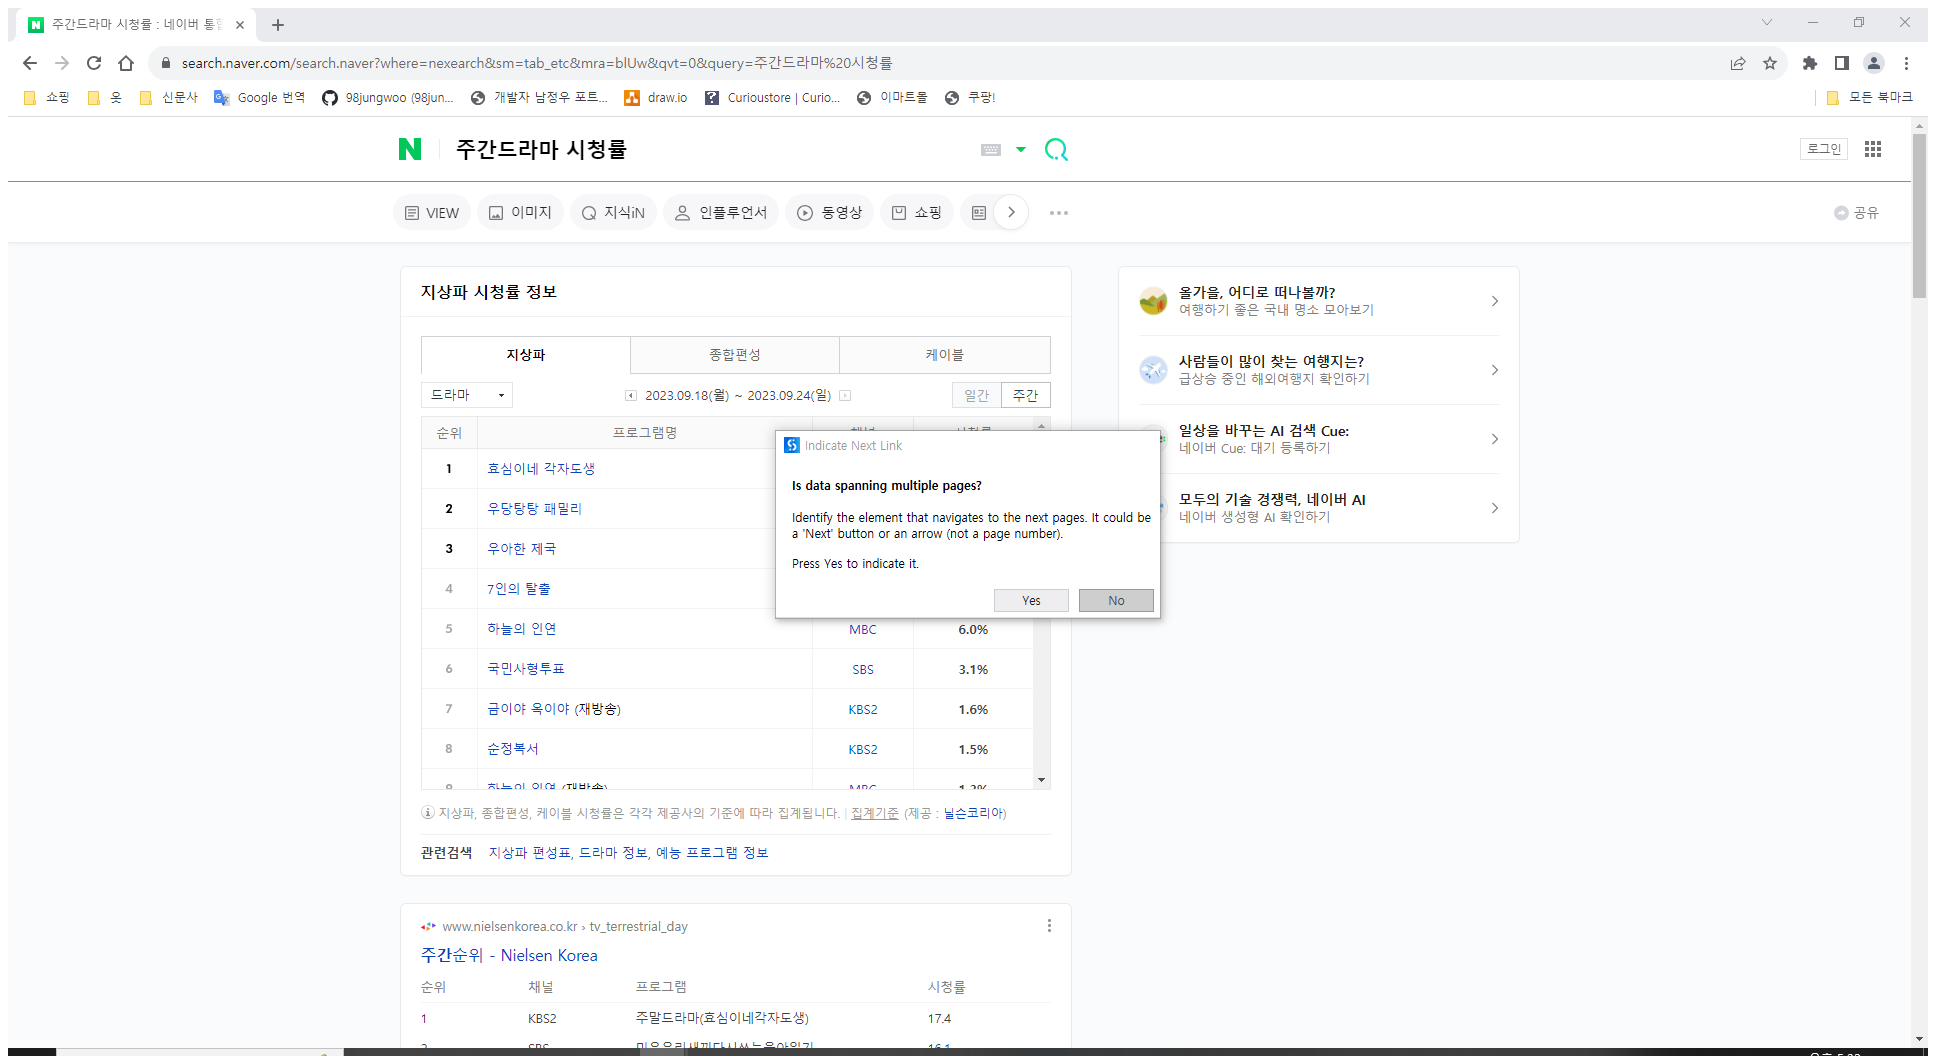 주간드라마 시청률 : 네이버 통합
search.naver.com/search.naver?where=nexearch&sm=tab_etc&mra=blUw&qvt=0&query=주간드라마%20시청률
쇼핑 옷 신문사 Google 번역 98jungwoo (98jun... 개발자 남정우 포트... draw.io Curioustore | Curio... 이마트몰 쿠팡! 모든 북마크
N 주간드라마 시청률 로그인
VIEW 이미지 지식iN 인플루언서 동영상 쇼핑 공유
지상파 시청률 정보
지상파 종합편성 케이블
드라마 2023.09.18(월) ~ 2023.09.24(일) 일간 주간
순위 프로그램명
1 효심이네 각자도생
2 우당탕탕 패밀리
3 우아한 제국
4 7인의 탈출
5 하늘의 인연 MBC 6.0%
6 국민사형투표 SBS 3.1%
7 금이야 옥이야 (재방송) KBS2 1.6%
8 순정복서 KBS2 1.5%
하늘의 인연 (재방송) MBC
지상파, 종합편성, 케이블 시청률은 각각 제공사의 기준에 따라 집계됩니다. | 집계기준 (제공 : 닐슨코리아)
관련검색 지상파 편성표, 드라마 정보, 예능 프로그램 정보
Indicate Next Link
Is data spanning multiple pages?
Identify the element that navigates to the next pages. It could be
a 'Next' button or an arrow (not a page number).
Press Yes to indicate it.
Yes No
올가을, 어디로 떠나볼까?
여행하기 좋은 국내 명소 모아보기
사람들이 많이 찾는 여행지는?
급상승 중인 해외여행지 확인하기
일상을 바꾸는 AI 검색 Cue:
네이버 Cue: 대기 등록하기
모두의 기술 경쟁력, 네이버 AI
네이버 생성형 AI 확인하기
www.nielsenkorea.co.kr › tv_terrestrial_day
주간순위 - Nielsen Korea
순위 채널 프로그램 시청률
1 KBS2 주말드라마(효심이네각자도생) 17.4